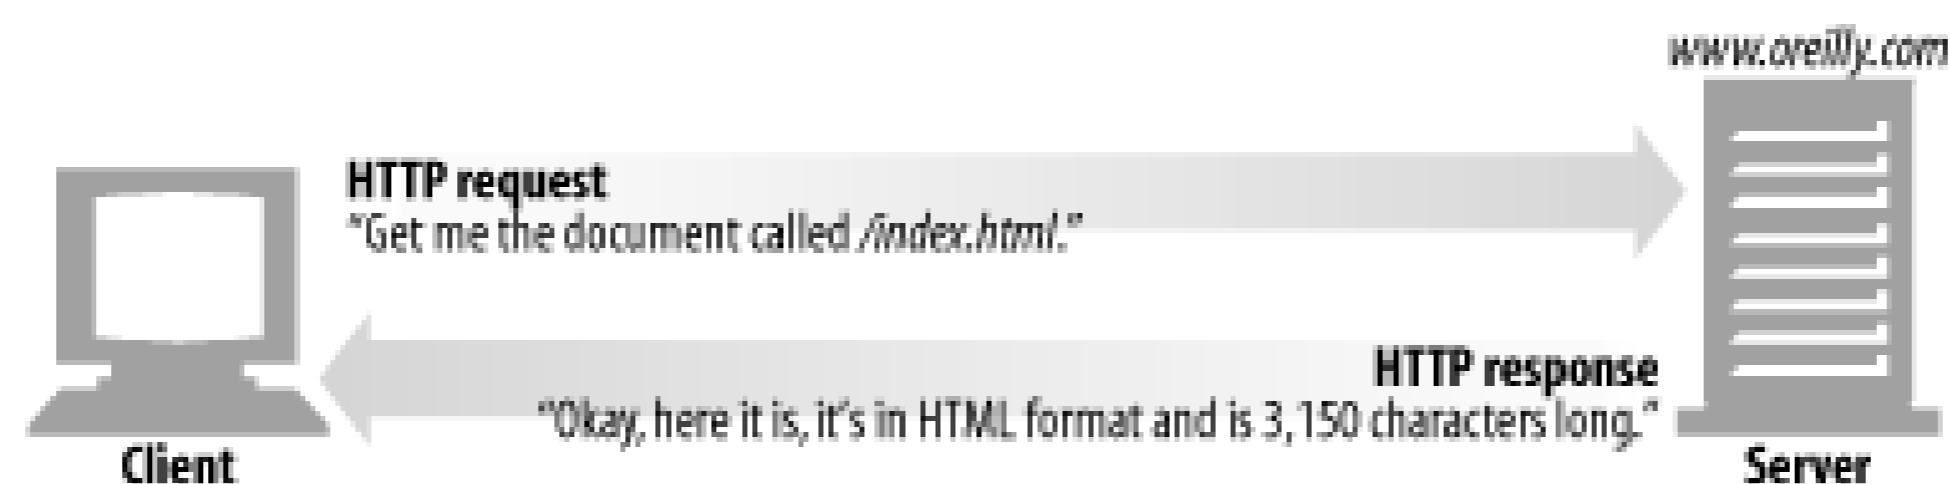 www.oreilly.com
HTTP request
“Get me the document called /index.html.”
HTTP response
“Okay, here it is, it’s in HTML format and is 3,150 characters long.”
Client
Server